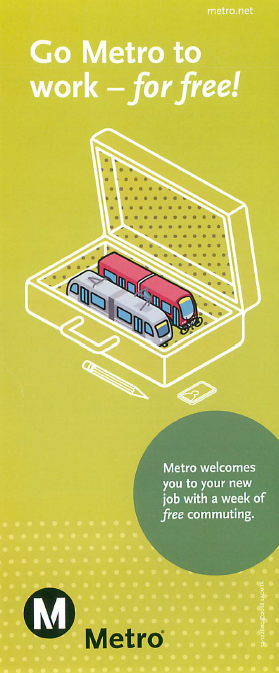 metro.net
Go Metro to
work – for free!
Metro welcomes
you to your new
job with a week of
free commuting.
M
Metro